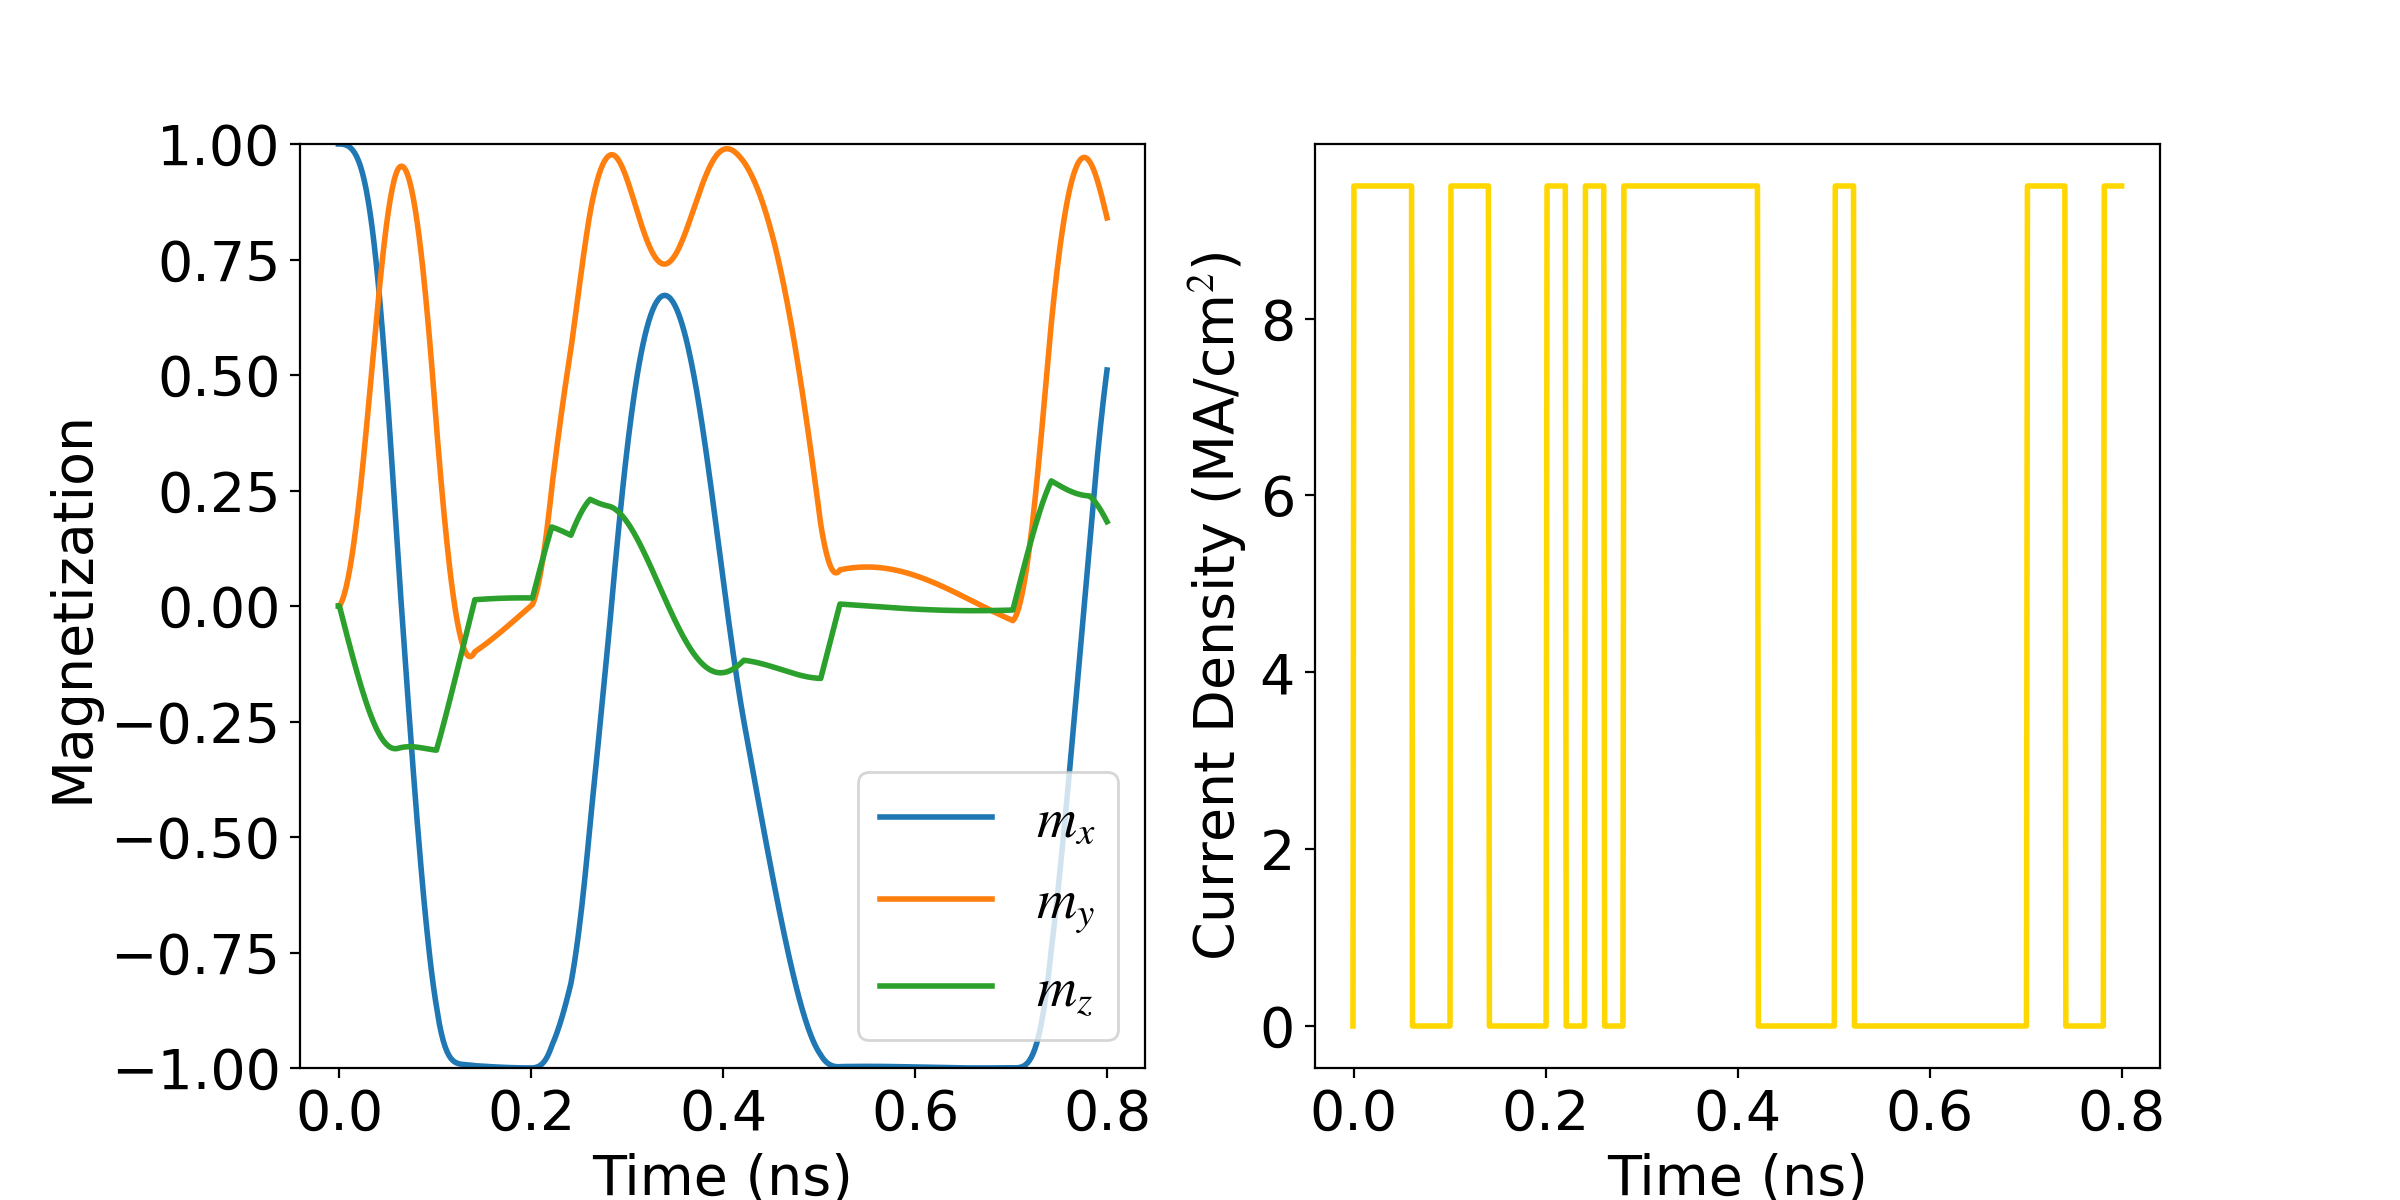 Magnetization
1.00
0.75
0.50
0.25
0.00
−0.25
−0.50
−0.75
−1.00
0.0 0.2 0.4 0.6 0.8
Time (ns)
m_x
m_y
m_z
Current Density (MA/cm²)
8
6
4
2
0
0.0 0.2 0.4 0.6 0.8
Time (ns)